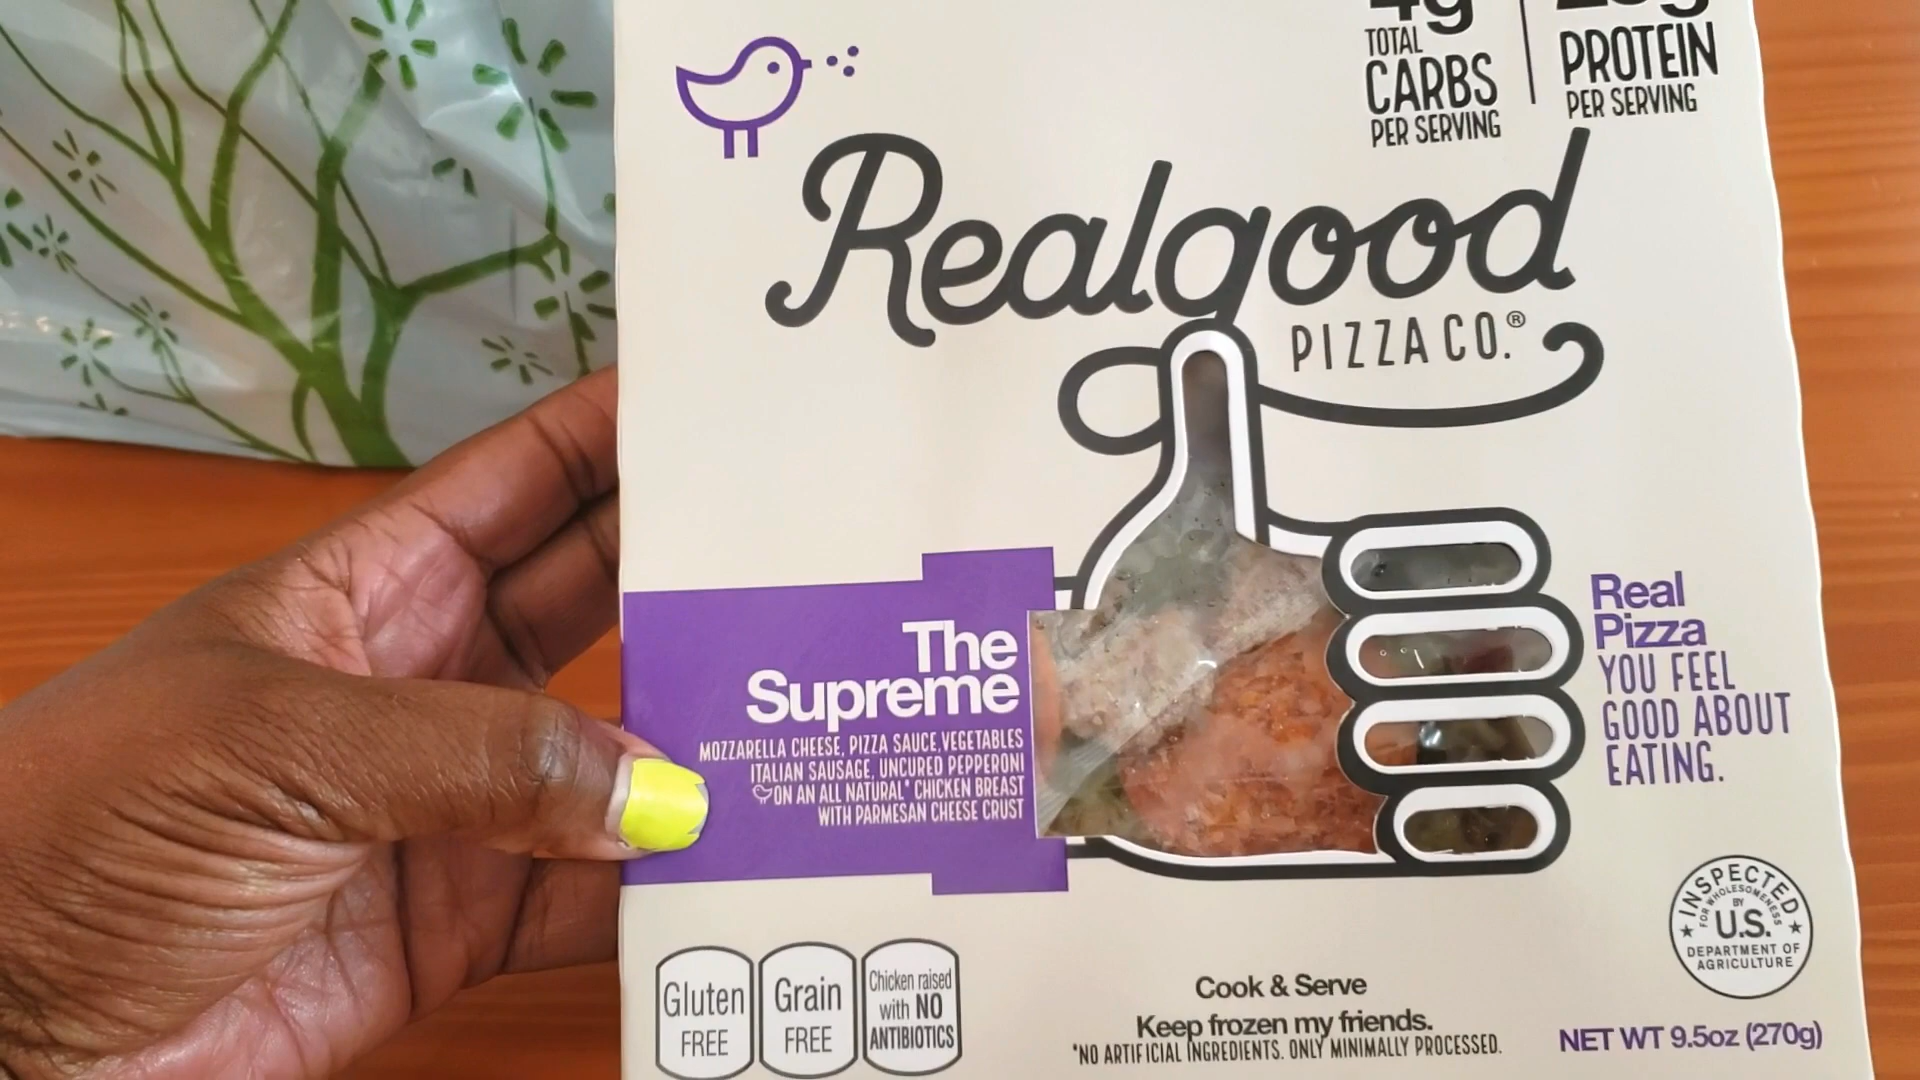 4g
TOTAL
CARBS
PER SERVING
PROTEIN
PER SERVING
Realgood
PIZZA CO.®
The
Supreme
MOZZARELLA CHEESE, PIZZA SAUCE, VEGETABLES
ITALIAN SAUSAGE, UNCURED PEPPERONI
ON AN ALL NATURAL* CHICKEN BREAST
WITH PARMESAN CHEESE CRUST
Real
Pizza
YOU FEEL
GOOD ABOUT
EATING.
Gluten
FREE
Grain
FREE
Chicken raised
with NO
ANTIBIOTICS
Cook & Serve
Keep frozen my friends.
*NO ARTIFICIAL INGREDIENTS. ONLY MINIMALLY PROCESSED.
INSPECTED
FOR WHOLESOMENESS
BY
U.S.
DEPARTMENT OF
AGRICULTURE
NET WT 9.5oz (270g)